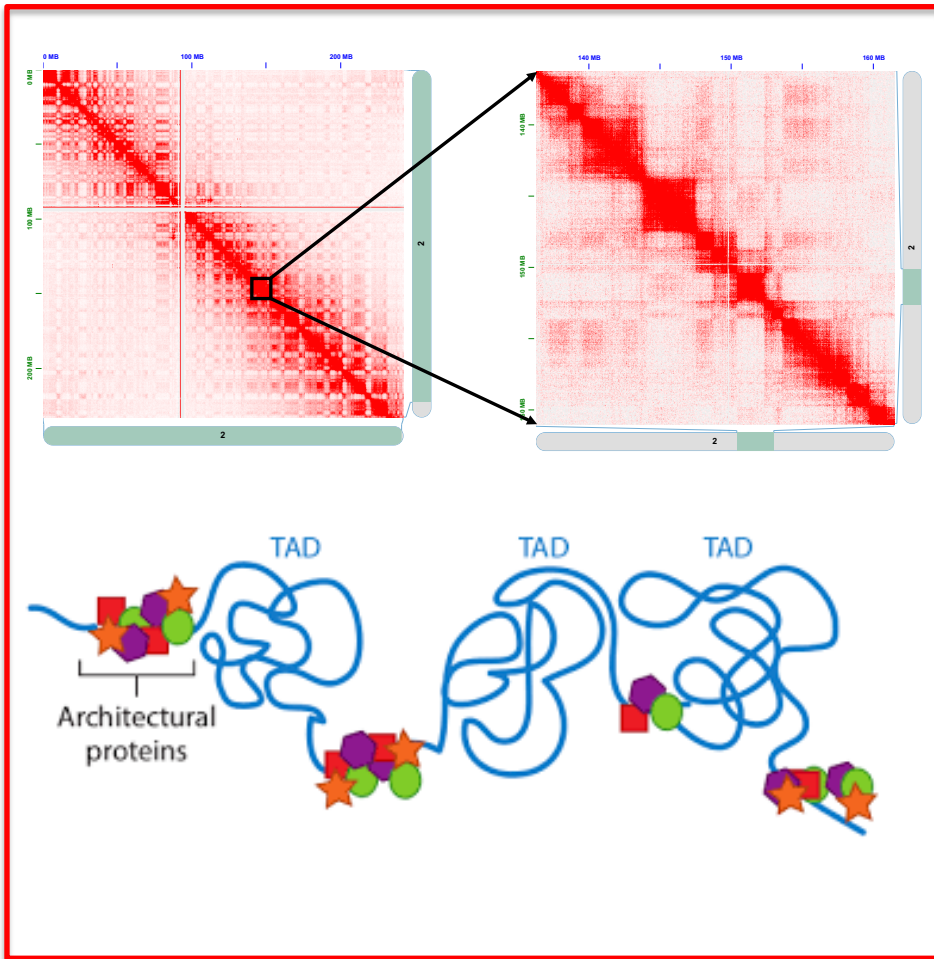 0 MB 100 MB 200 MB
0 MB
100 MB
200 MB
2
2
140 MB 150 MB 160 MB
140 MB
150 MB
2
2
TAD TAD TAD
Architectural
proteins